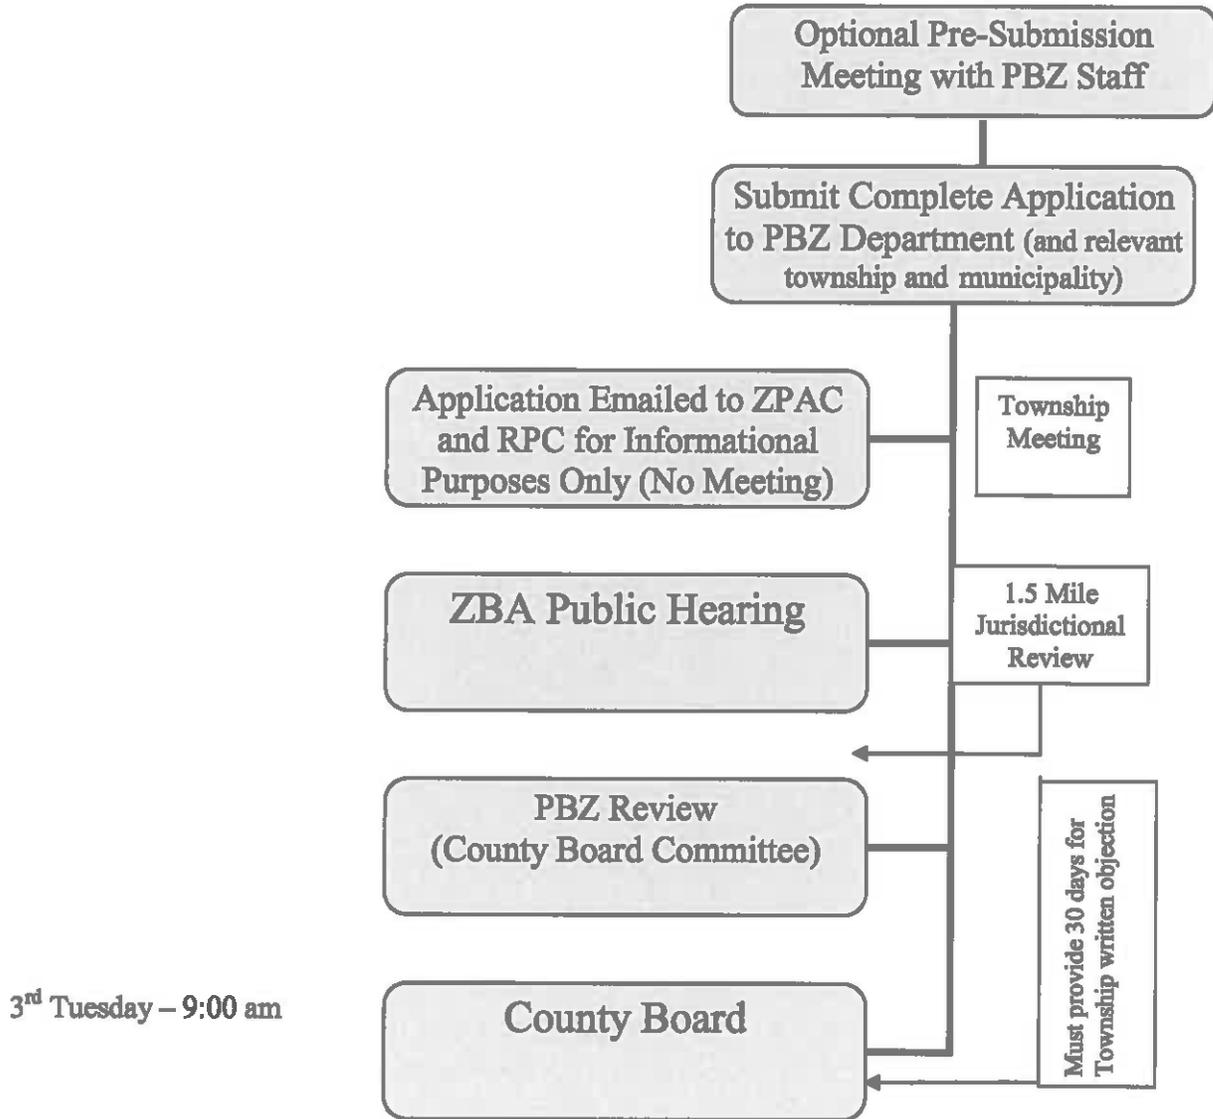 Optional Pre-Submission
Meeting with PBZ Staff
Submit Complete Application
to PBZ Department (and relevant
township and municipality)
Application Emailed to ZPAC
and RPC for Informational
Purposes Only (No Meeting)
Township
Meeting
ZBA Public Hearing
1.5 Mile
Jurisdictional
Review
PBZ Review
(County Board Committee)
Must provide 30 days for
Township written objection
3rd Tuesday – 9:00 am
County Board